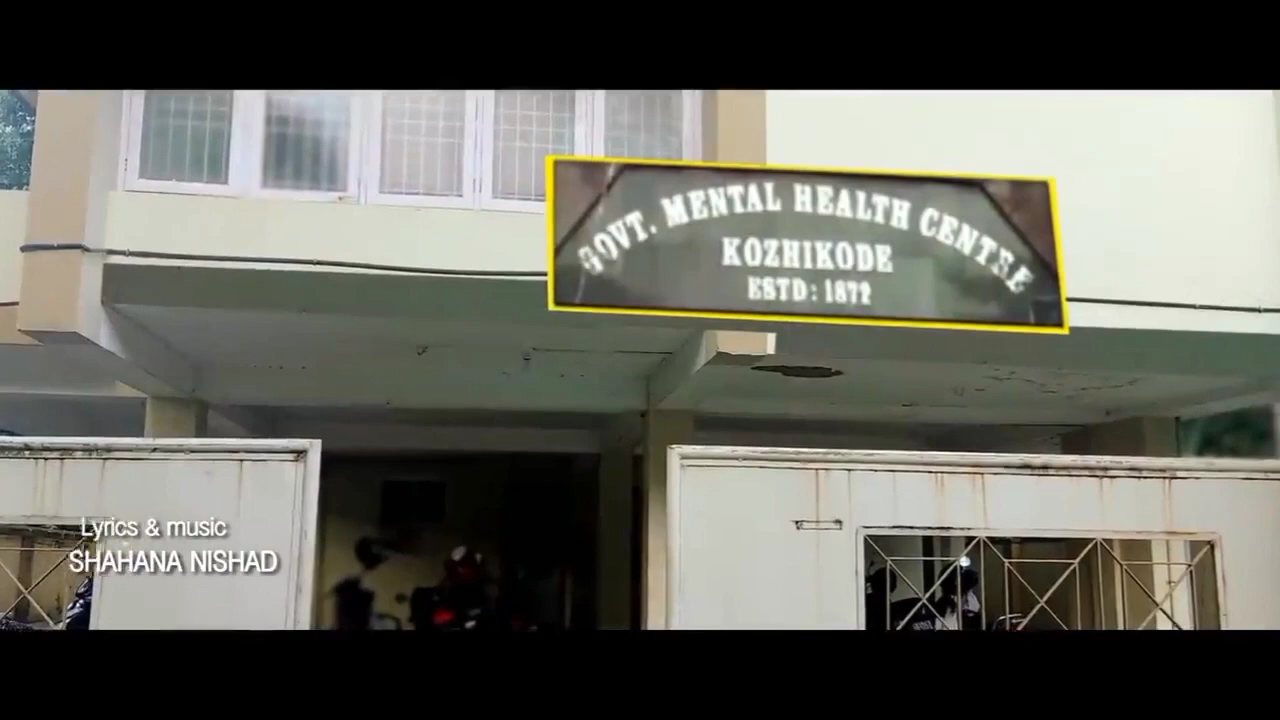 GOVT. MENTAL HEALTH CENTRE
KOZHIKODE
ESTD: 1872
Lyrics & music
SHAHANA NISHAD